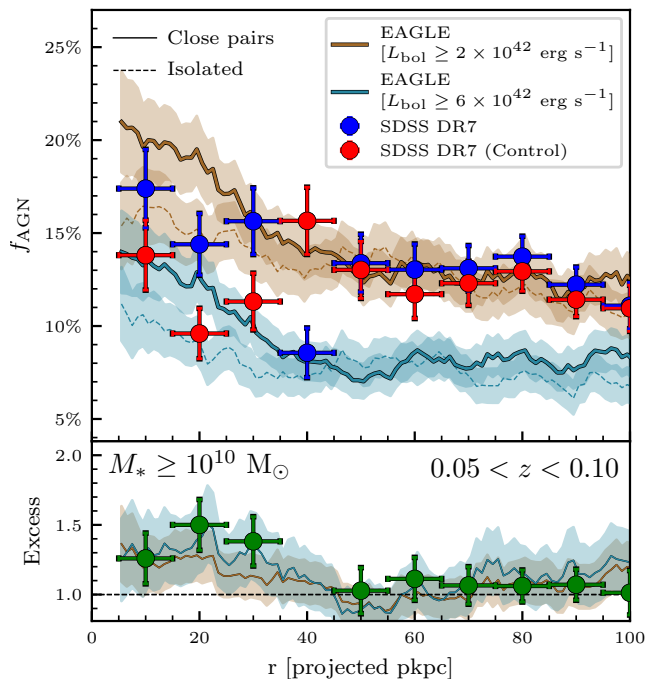 Close pairs
Isolated
EAGLE
[L_bol ≥ 2 × 10^42 erg s^−1]
EAGLE
[L_bol ≥ 6 × 10^42 erg s^−1]
SDSS DR7
SDSS DR7 (Control)
25%
20%
15%
10%
5%
f_AGN
M_* ≥ 10^10 M_⊙
0.05 < z < 0.10
2.0
1.5
1.0
Excess
0 20 40 60 80 100
r [projected pkpc]